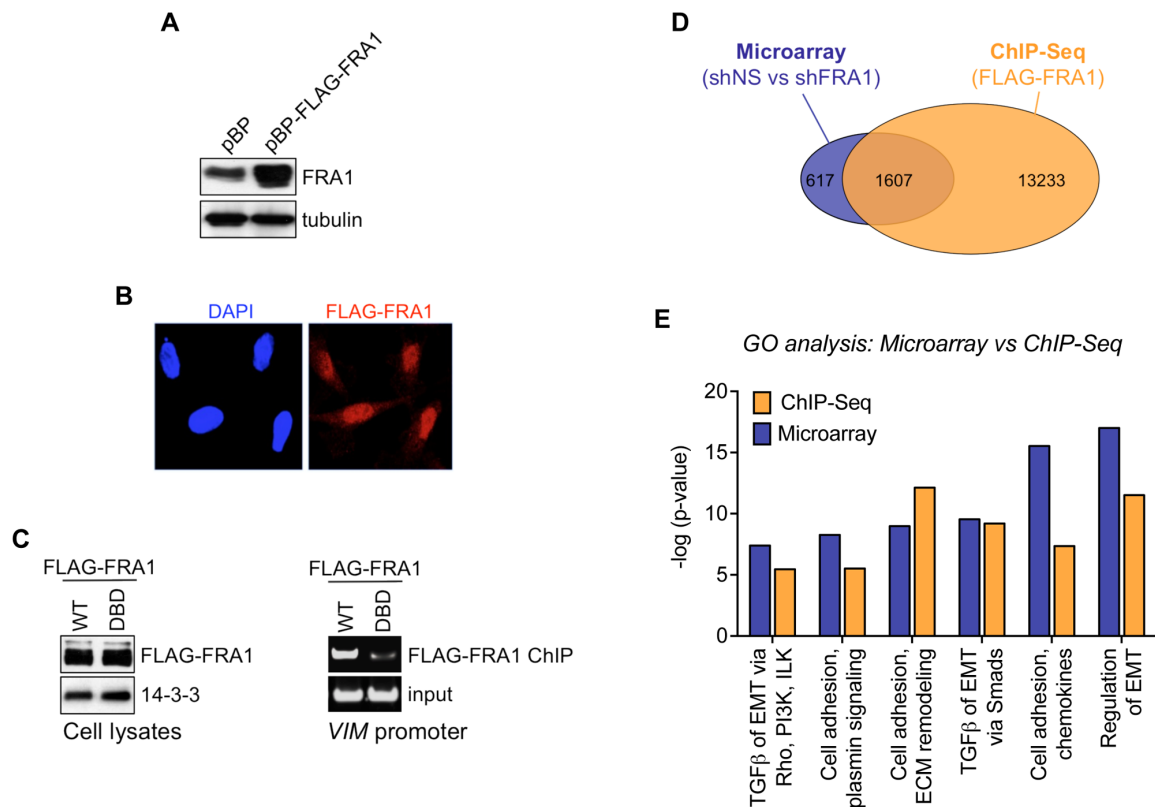 A
pBP
pBP-FLAG-FRA1
FRA1
tubulin
B
DAPI
FLAG-FRA1
C
FLAG-FRA1
WT
DBD
FLAG-FRA1
14-3-3
Cell lysates
FLAG-FRA1
WT
DBD
FLAG-FRA1 ChIP
input
VIM promoter
D
Microarray
(shNS vs shFRA1)
ChIP-Seq
(FLAG-FRA1)
617
1607
13233
E
GO analysis: Microarray vs ChIP-Seq
ChIP-Seq
Microarray
-log (p-value)
20
15
10
5
0
TGFβ of EMT via
Rho, PI3K, ILK
Cell adhesion,
plasmin signaling
Cell adhesion,
ECM remodeling
TGFβ of EMT
via Smads
Cell adhesion,
chemokines
Regulation
of EMT